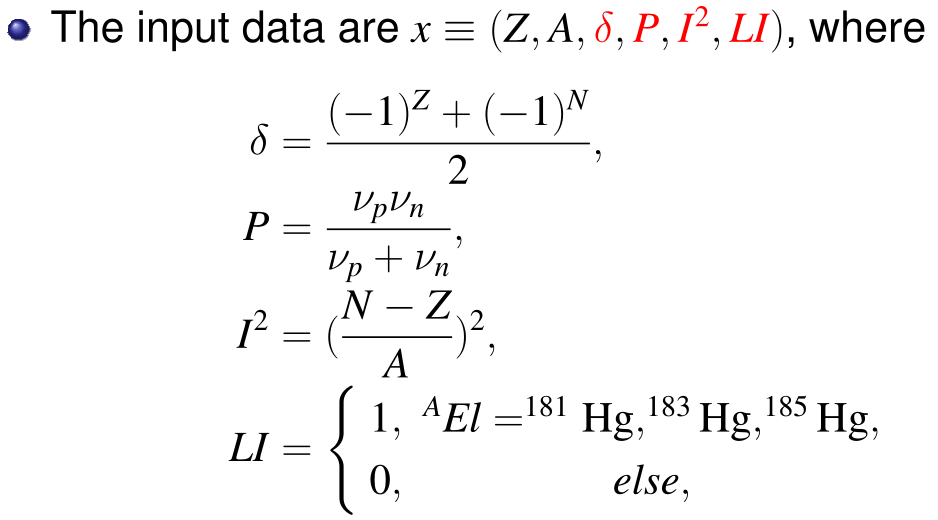 The input data are x ≡ (Z, A, δ, P, I², LI), where
δ = ((−1)^Z + (−1)^N) / 2,
P = (ν_p ν_n) / (ν_p + ν_n),
I² = ((N − Z) / A)²,
LI = { 1, ^A El = ^181 Hg, ^183 Hg, ^185 Hg,
0, else,